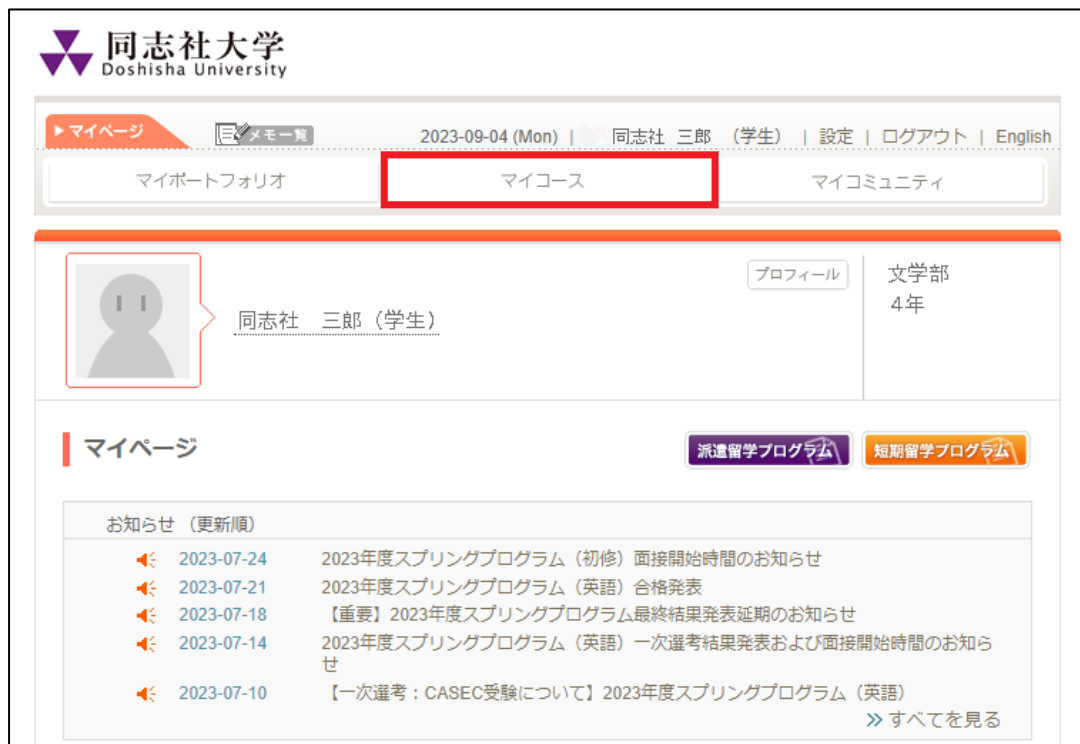 同志社大学
Doshisha University
マイページ
メモ一覧
2023-09-04 (Mon) | 同志社 三郎 （学生） | 設定 | ログアウト | English
マイポートフォリオ
マイコース
マイコミュニティ
プロフィール
文学部
4年
同志社 三郎（学生）
マイページ
派遣留学プログラム
短期留学プログラム
お知らせ （更新順）
2023-07-24 2023年度スプリングプログラム（初修）面接開始時間のお知らせ
2023-07-21 2023年度スプリングプログラム（英語）合格発表
2023-07-18 【重要】2023年度スプリングプログラム最終結果発表延期のお知らせ
2023-07-14 2023年度スプリングプログラム（英語）一次選考結果発表および面接開始時間のお知ら
せ
2023-07-10 【一次選考：CASEC受験について】2023年度スプリングプログラム（英語）
すべてを見る